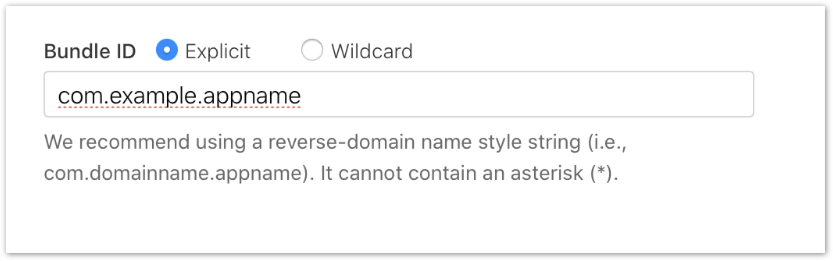 Bundle ID Explicit Wildcard
com.example.appname
We recommend using a reverse-domain name style string (i.e.,
com.domainname.appname). It cannot contain an asterisk (*).